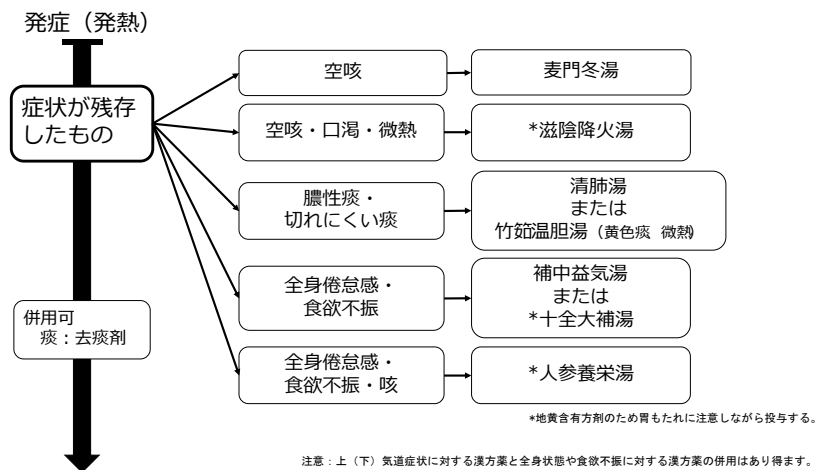 発症（発熱）
症状が残存
したもの
空咳
麦門冬湯
空咳・口渇・微熱
*滋陰降火湯
膿性痰・
切れにくい痰
清肺湯
または
竹筎温胆湯（黄色痰 微熱）
全身倦怠感・
食欲不振
補中益気湯
または
*十全大補湯
併用可
痰：去痰剤
全身倦怠感・
食欲不振・咳
*人参養栄湯
*地黄含有方剤のため胃もたれに注意しながら投与する。
注意：上（下）気道症状に対する漢方薬と全身状態や食欲不振に対する漢方薬の併用はあり得ます。